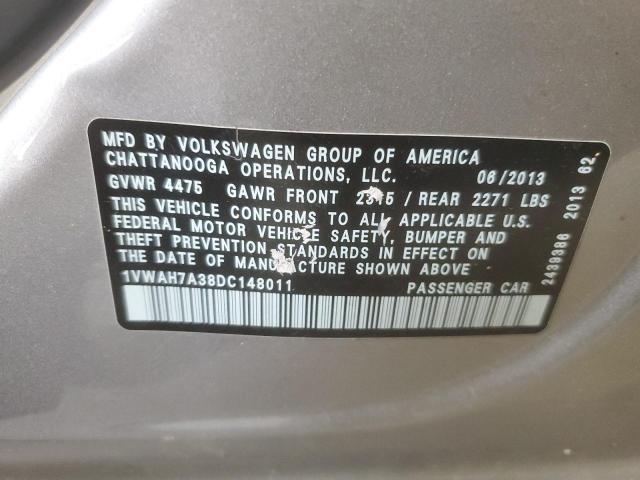 MFD BY VOLKSWAGEN GROUP OF AMERICA
CHATTANOOGA OPERATIONS, LLC. 06/2013
GVWR 4475 GAWR FRONT 2315 / REAR 2271 LBS
THIS VEHICLE CONFORMS TO ALL APPLICABLE U.S.
FEDERAL MOTOR VEHICLE SAFETY, BUMPER AND
THEFT PREVENTION STANDARDS IN EFFECT ON
THE DATE OF MANUFACTURE SHOWN ABOVE
1VWAH7A38DC148011 PASSENGER CAR
2439386 2013 62.